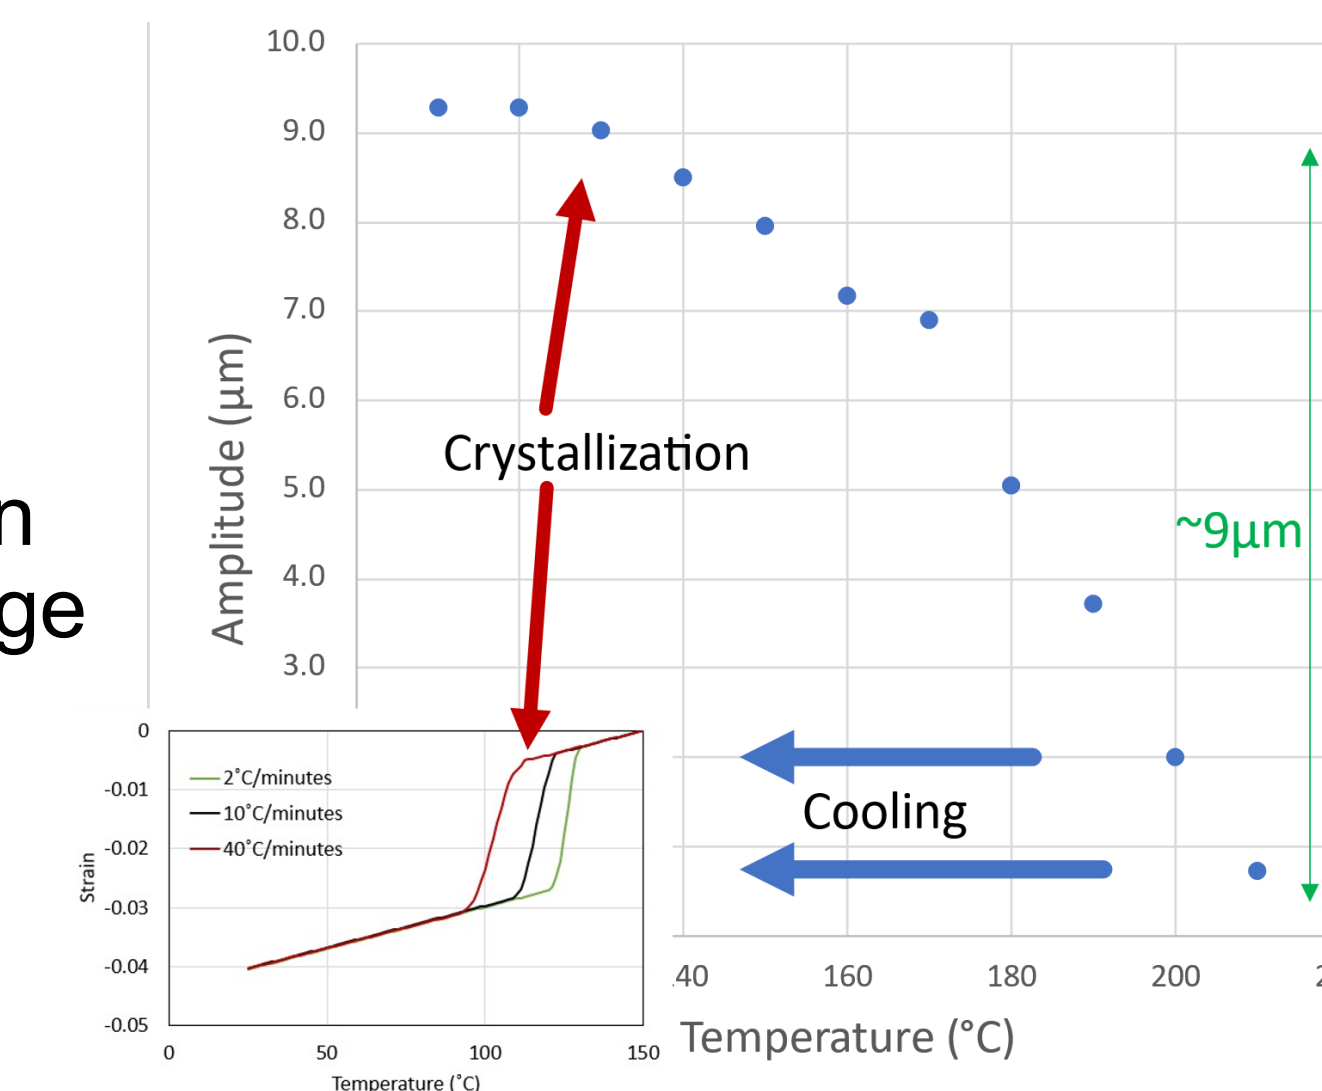 n
ge
10.0
9.0
8.0
7.0
6.0
5.0
4.0
3.0
Amplitude (µm)
Crystallization
~9µm
Cooling
.40 160 180 200 2
Temperature (°C)
0
-0.01
-0.02
-0.03
-0.04
-0.05
Strain
2˚C/minutes
10˚C/minutes
40˚C/minutes
0 50 100 150
Temperature (˚C)